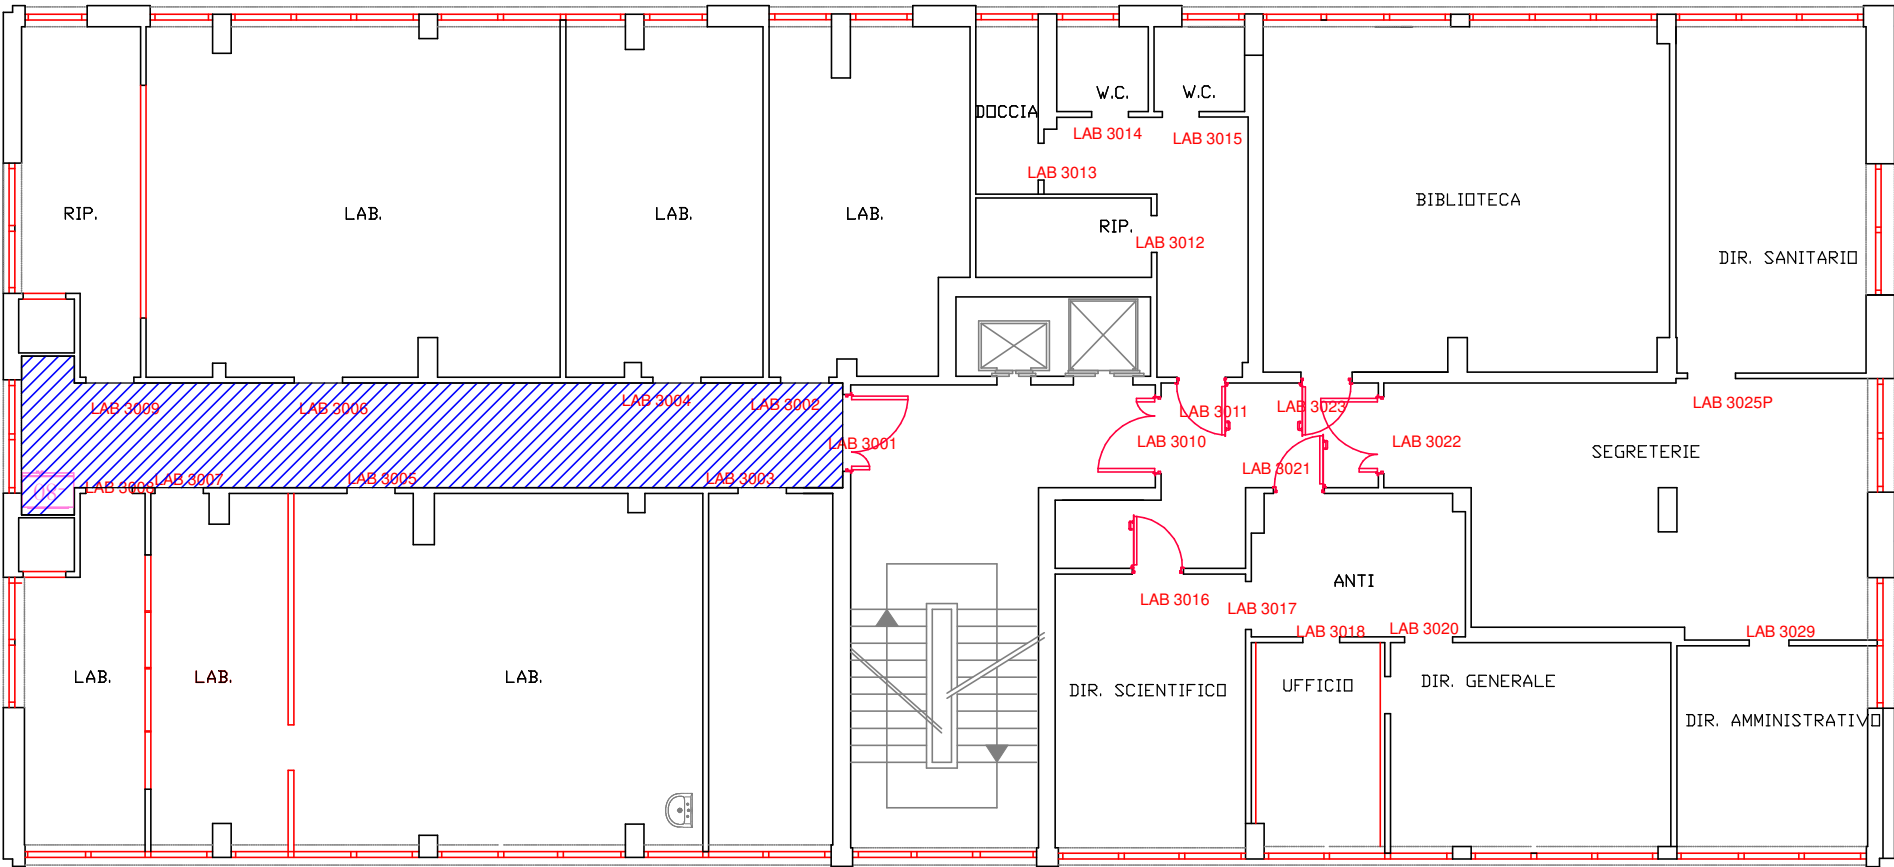 W.C.
W.C.
DOCCIA
LAB 3014
LAB 3015
LAB 3013
RIP.
LAB.
LAB.
LAB.
BIBLIOTECA
RIP.
LAB 3012
DIR. SANITARIO
LAB 3009
LAB 3006
LAB 3004
LAB 3002
LAB 3011
LAB 3023
LAB 3025P
LAB 3001
LAB 3010
LAB 3022
SEGRETERIE
LAB 3021
LAB 3008
LAB 3007
LAB 3005
LAB 3003
ANTI
LAB 3016
LAB 3017
LAB 3018
LAB 3020
LAB 3029
LAB.
LAB.
LAB.
DIR. SCIENTIFICO
UFFICIO
DIR. GENERALE
DIR. AMMINISTRATIVO